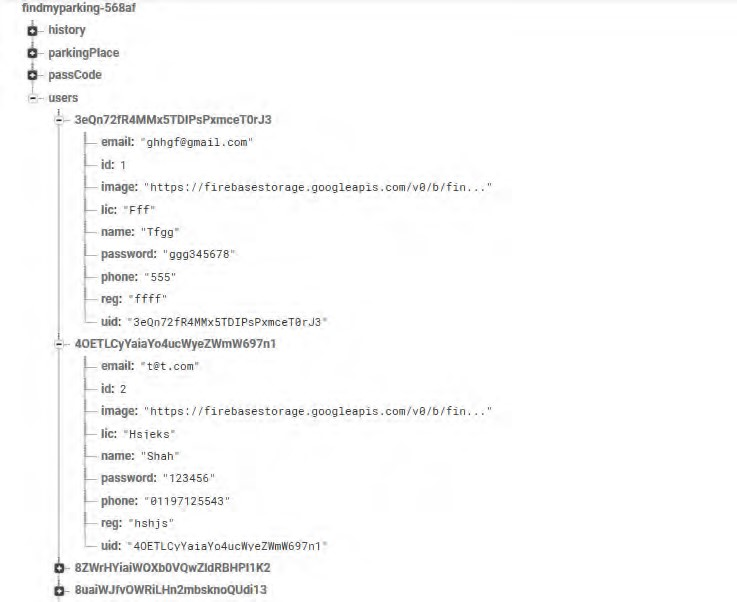 findmyparking-568af
history
parkingPlace
passCode
users
3eQn72fR4MMx5TDIPsPxmceT0rJ3
email: "ghhgf@gmail.com"
id: 1
image: "https://firebasestorage.googleapis.com/v0/b/fin..."
lic: "Fff"
name: "Tfgg"
password: "ggg345678"
phone: "555"
reg: "ffff"
uid: "3eQn72fR4MMx5TDIPsPxmceT0rJ3"
4OETLCyYaiaYo4ucWyeZWmW697n1
email: "t@t.com"
id: 2
image: "https://firebasestorage.googleapis.com/v0/b/fin..."
lic: "Hsjeks"
name: "Shah"
password: "123456"
phone: "01197125543"
reg: "hshjs"
uid: "4OETLCyYaiaYo4ucWyeZWmW697n1"
8ZWrHYiaiWOXb0VQwZldRBHPI1K2
8uaiWJfvOWRiLHn2mbsknoQUdi13